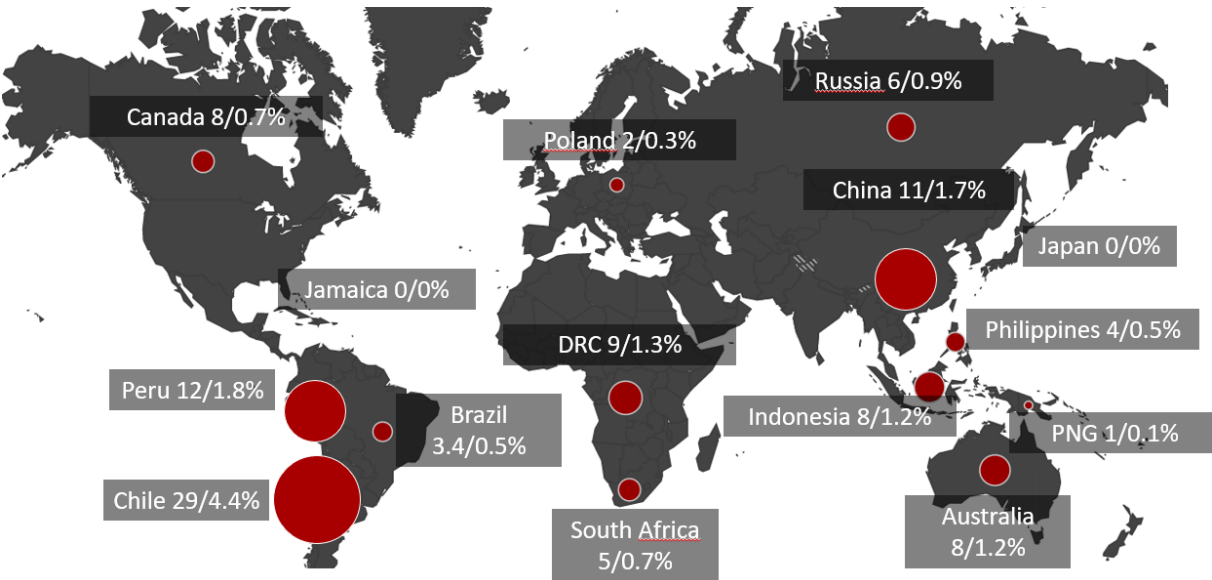 Russia 6/0.9%
Canada 8/0.7%
Poland 2/0.3%
China 11/1.7%
Japan 0/0%
Jamaica 0/0%
Philippines 4/0.5%
DRC 9/1.3%
Peru 12/1.8%
Brazil
3.4/0.5%
Indonesia 8/1.2%
PNG 1/0.1%
Chile 29/4.4%
South Africa
5/0.7%
Australia
8/1.2%